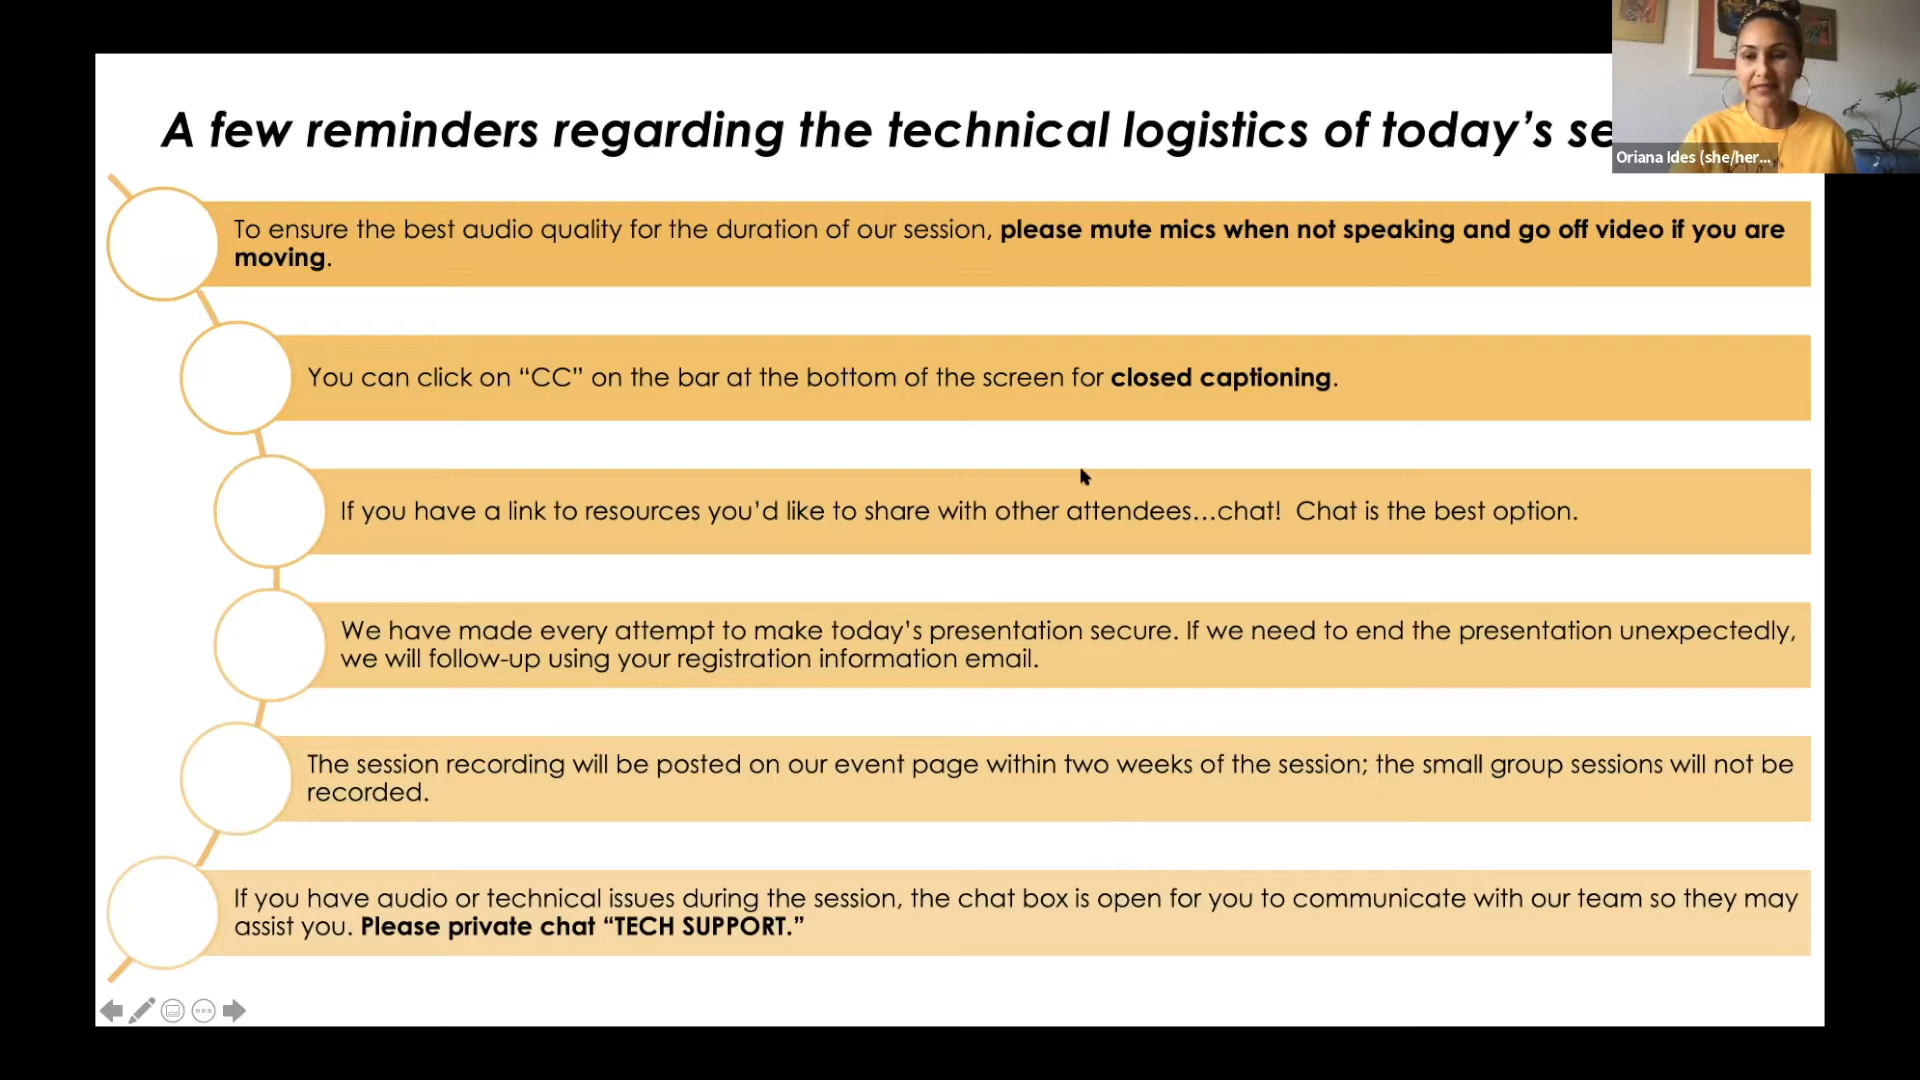 A few reminders regarding the technical logistics of today’s se
Oriana Ides (she/her...
To ensure the best audio quality for the duration of our session, please mute mics when not speaking and go off video if you are
moving.
You can click on “CC” on the bar at the bottom of the screen for closed captioning.
If you have a link to resources you’d like to share with other attendees...chat!  Chat is the best option.
We have made every attempt to make today’s presentation secure. If we need to end the presentation unexpectedly,
we will follow-up using your registration information email.
The session recording will be posted on our event page within two weeks of the session; the small group sessions will not be
recorded.
If you have audio or technical issues during the session, the chat box is open for you to communicate with our team so they may
assist you. Please private chat “TECH SUPPORT.”